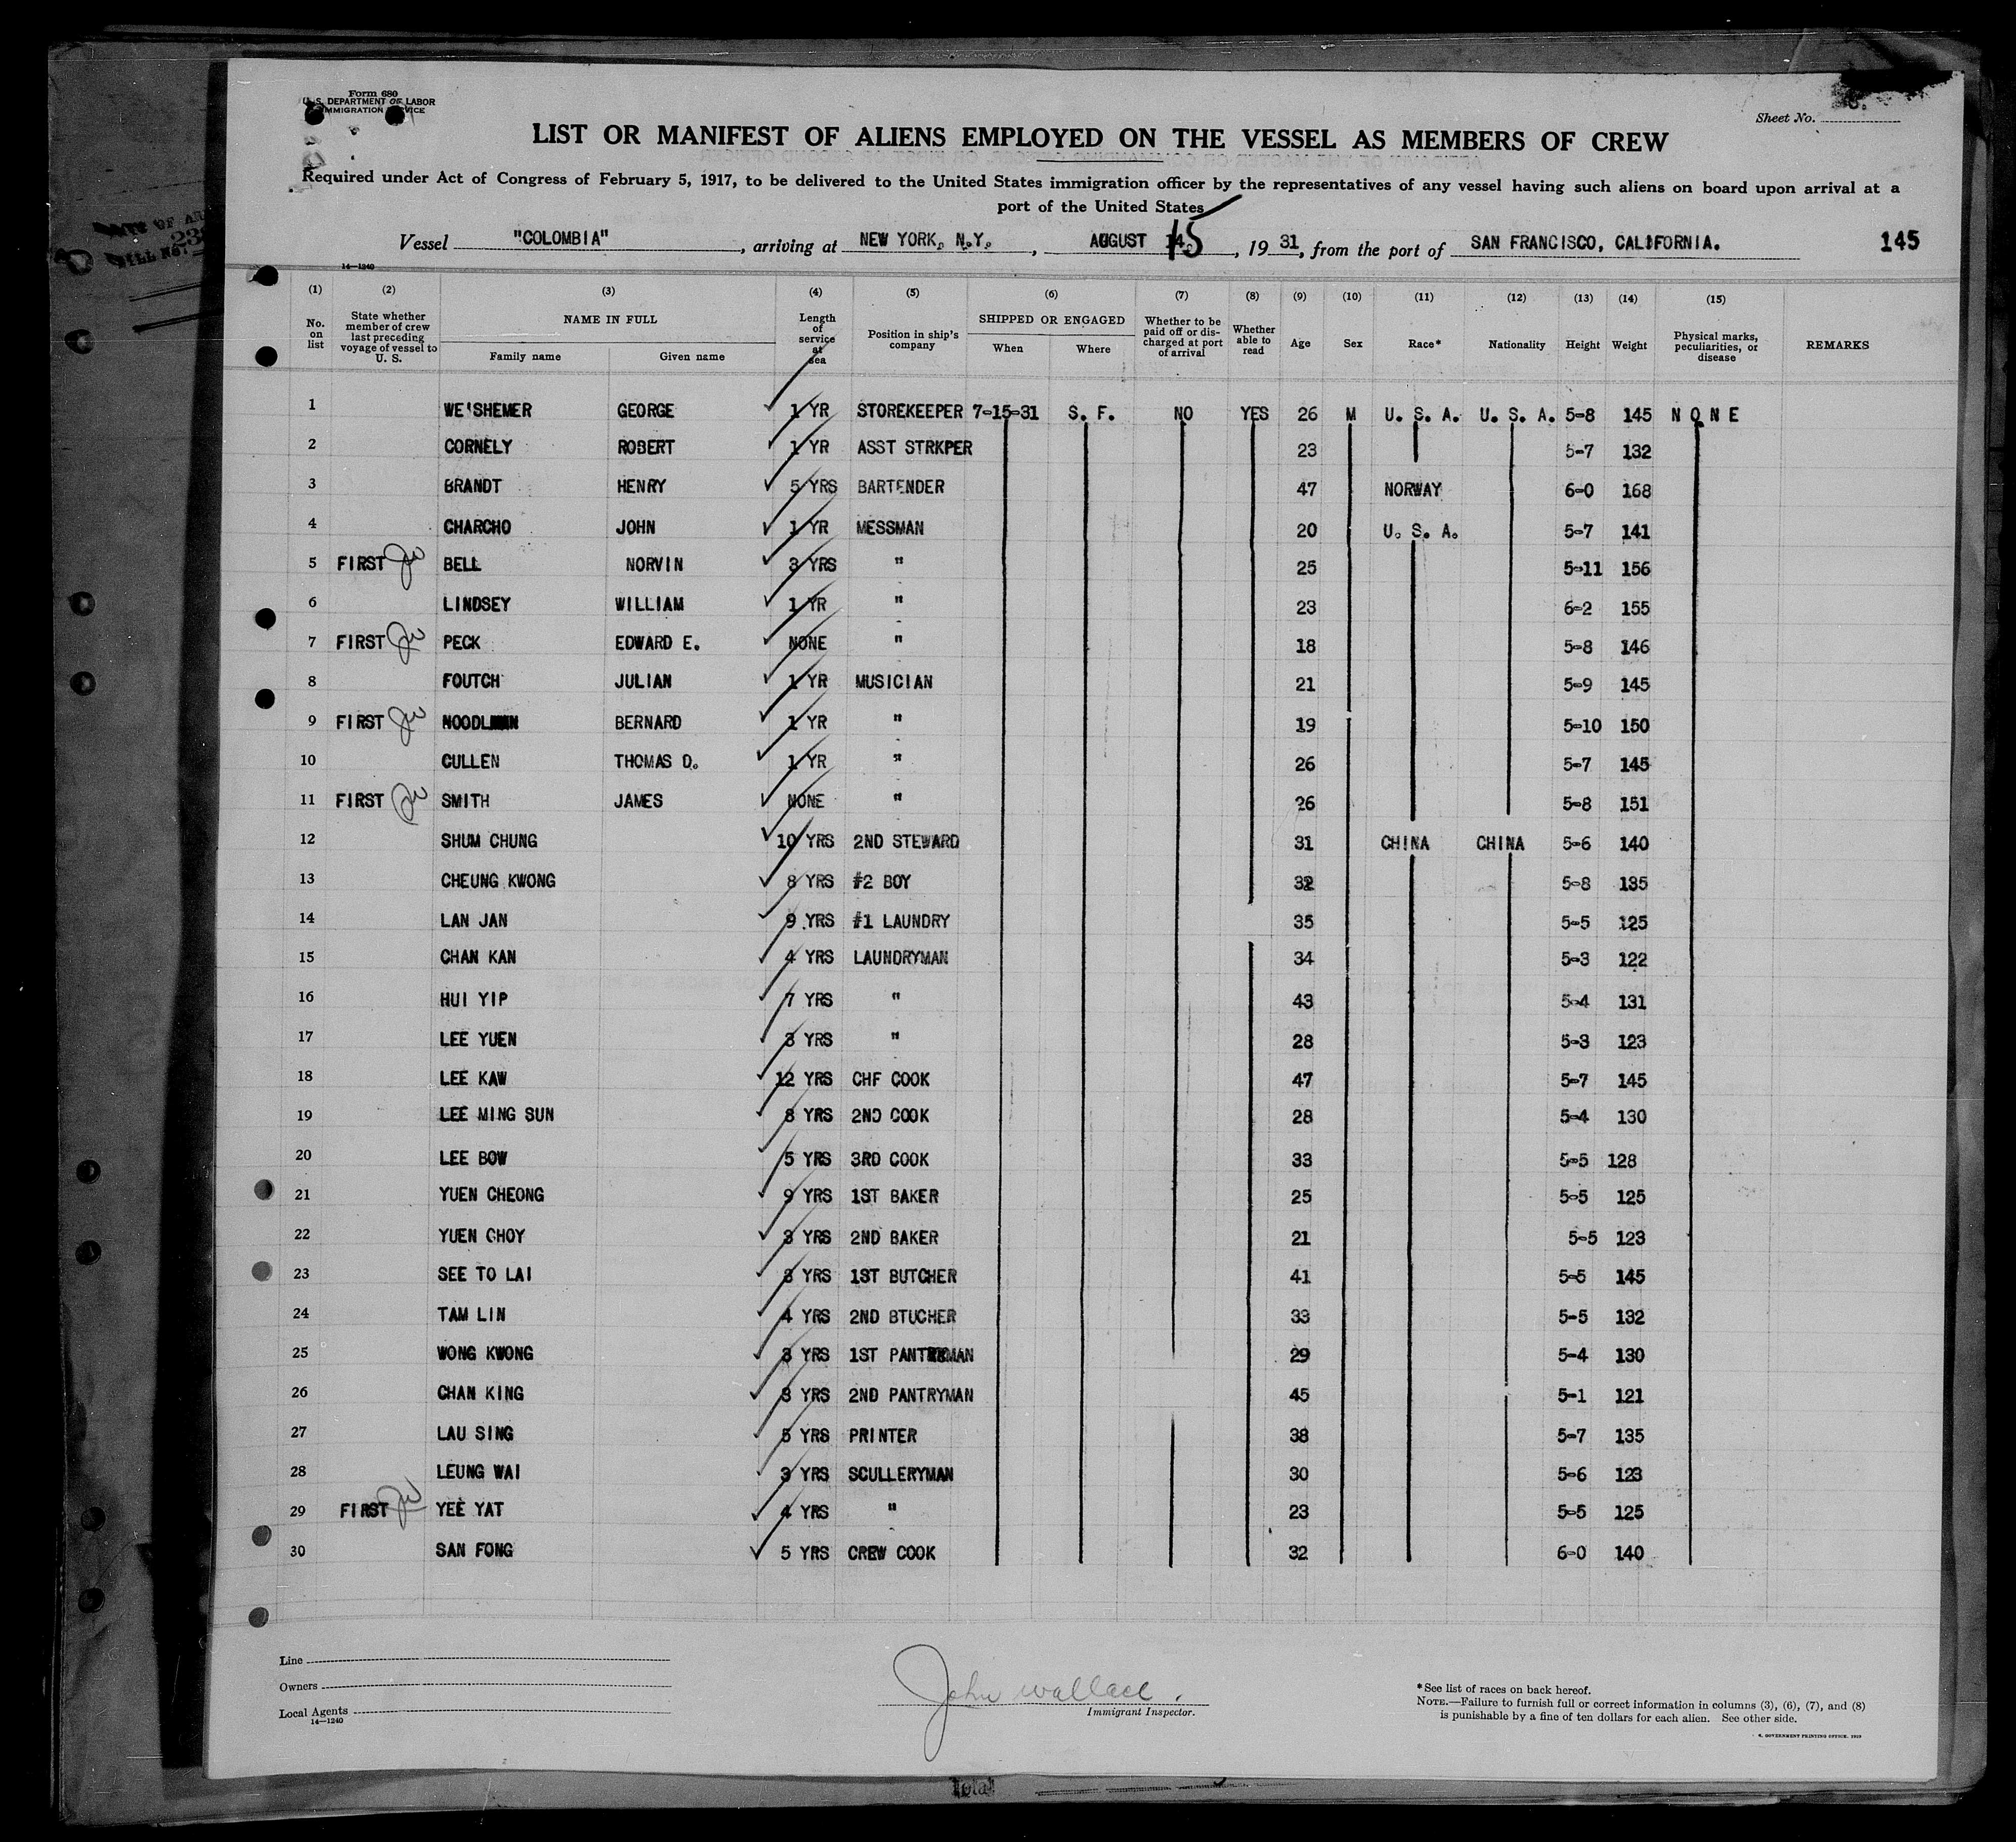 Form 680
U. S. DEPARTMENT OF LABOR
IMMIGRATION SERVICE
Sheet No.
LIST OR MANIFEST OF ALIENS EMPLOYED ON THE VESSEL AS MEMBERS OF CREW
Required under Act of Congress of February 5, 1917, to be delivered to the United States immigration officer by the representatives of any vessel having such aliens on board upon arrival at a
port of the United States
Vessel "COLOMBIA", arriving at NEW YORK, N.Y., AUGUST 15, 1931, from the port of SAN FRANCISCO, CALIFORNIA. 145
14—1240
(1) (2) (3) (4) (5) (6) (7) (8) (9) (10) (11) (12) (13) (14) (15)
No. on list State whether member of crew last preceding voyage of vessel to U. S. NAME IN FULL Family name Given name Length of service at sea Position in ship's company SHIPPED OR ENGAGED When Where Whether to be paid off or discharged at port of arrival Whether able to read Age Sex Race* Nationality Height Weight Physical marks, peculiarities, or disease REMARKS
1 WE'SHEMER GEORGE 1 YR STOREKEEPER 7-15-31 S. F. NO YES 26 M U. S. A. U. S. A. 5-8 145 NONE
2 CORNELY ROBERT 1 YR ASST STRKPER 23 5-7 132
3 BRANDT HENRY 5 YRS BARTENDER 47 NORWAY 6-0 168
4 CHARCHO JOHN 1 YR MESSMAN 20 U. S. A. 5-7 141
5 FIRST BELL NORVIN 3 YRS " 25 5-11 156
6 LINDSEY WILLIAM 1 YR " 23 6-2 155
7 FIRST PECK EDWARD E. NONE " 18 5-8 146
8 FOUTCH JULIAN 1 YR MUSICIAN 21 5-9 145
9 FIRST BERNARD 1 YR " 19 5-10 150
10 CULLEN THOMAS D. 1 YR " 26 5-7 145
11 FIRST SMITH JAMES NONE " 26 5-8 151
12 SHUM CHUNG 10 YRS 2ND STEWARD 31 CHINA CHINA 5-6 140
13 CHEUNG KWONG 8 YRS #2 BOY 32 5-8 135
14 LAN JAN 9 YRS #1 LAUNDRY 35 5-5 125
15 CHAN KAN 4 YRS LAUNDRYMAN 34 5-3 122
16 HUI YIP 7 YRS " 43 5-4 131
17 LEE YUEN 3 YRS " 28 5-3 123
18 LEE KAW 12 YRS CHF COOK 47 5-7 145
19 LEE MING SUN 8 YRS 2ND COOK 28 5-4 130
20 LEE BOW 5 YRS 3RD COOK 33 5-5 128
21 YUEN CHEONG 9 YRS 1ST BAKER 25 5-5 125
22 YUEN CHOY 3 YRS 2ND BAKER 21 5-5 123
23 SEE TO LAI 8 YRS 1ST BUTCHER 41 5-5 145
24 TAM LIN 4 YRS 2ND BTUCHER 33 5-5 132
25 WONG KWONG 3 YRS 1ST 29 5-4 130
26 CHAN KING 8 YRS 2ND PANTRYMAN 45 5-1 121
27 LAU SING 5 YRS PRINTER 38 5-7 135
28 LEUNG WAI 3 YRS SCULLERYMAN 30 5-6 123
29 FIRST YEE YAT 4 YRS " 23 5-5 125
30 SAN FONG 5 YRS CREW COOK 32 6-0 140
Line
Owners
Local Agents
14—1240
John Wallace.
Immigrant Inspector.
*See list of races on back hereof.
NOTE.—Failure to furnish full or correct information in columns (3), (6), (7), and (8)
is punishable by a fine of ten dollars for each alien. See other side.
Total